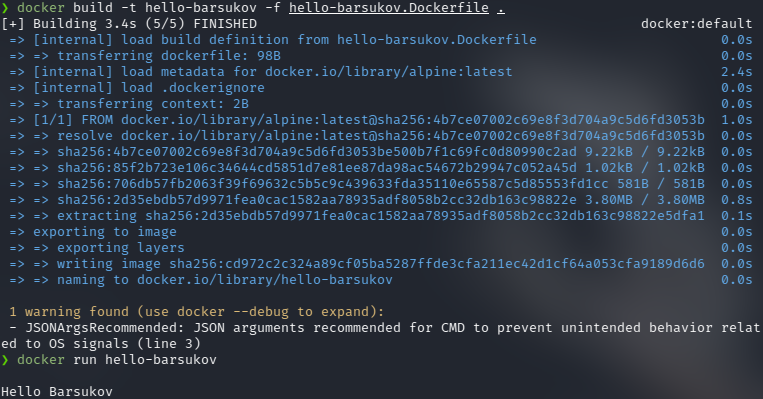 ❯ docker build -t hello-barsukov -f hello-barsukov.Dockerfile .
[+] Building 3.4s (5/5) FINISHED docker:default
=> [internal] load build definition from hello-barsukov.Dockerfile 0.0s
=> => transferring dockerfile: 98B 0.0s
=> [internal] load metadata for docker.io/library/alpine:latest 2.4s
=> [internal] load .dockerignore 0.0s
=> => transferring context: 2B 0.0s
=> [1/1] FROM docker.io/library/alpine:latest@sha256:4b7ce07002c69e8f3d704a9c5d6fd3053b 1.0s
=> => resolve docker.io/library/alpine:latest@sha256:4b7ce07002c69e8f3d704a9c5d6fd3053b 0.0s
=> => sha256:4b7ce07002c69e8f3d704a9c5d6fd3053be500b7f1c69fc0d80990c2ad 9.22kB / 9.22kB 0.0s
=> => sha256:85f2b723e106c34644cd5851d7e81ee87da98ac54672b29947c052a45d 1.02kB / 1.02kB 0.0s
=> => sha256:706db57fb2063f39f69632c5b5c9c439633fda35110e65587c5d85553fd1cc 581B / 581B 0.0s
=> => sha256:2d35ebdb57d9971fea0cac1582aa78935adf8058b2cc32db163c98822e 3.80MB / 3.80MB 0.8s
=> => extracting sha256:2d35ebdb57d9971fea0cac1582aa78935adf8058b2cc32db163c98822e5dfa1 0.1s
=> exporting to image 0.0s
=> => exporting layers 0.0s
=> => writing image sha256:cd972c2c324a89cf05ba5287ffde3cfa211ec42d1cf64a053cfa9189d6d6 0.0s
=> => naming to docker.io/library/hello-barsukov 0.0s
1 warning found (use docker --debug to expand):
- JSONArgsRecommended: JSON arguments recommended for CMD to prevent unintended behavior relat
ed to OS signals (line 3)
❯ docker run hello-barsukov
Hello Barsukov